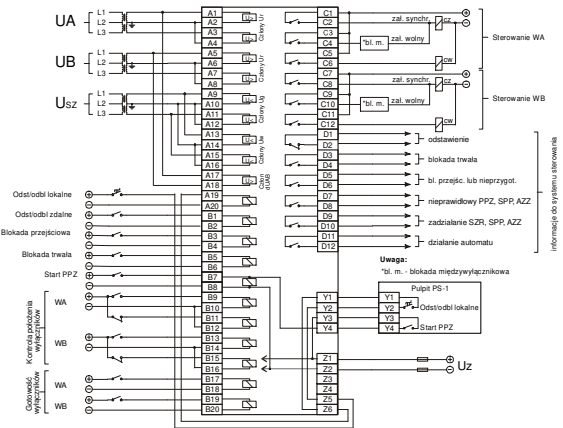 UA
L1
L2
L3
UB
L1
L2
L3
Usz
L1
L2
L3
Odst/odbl lokalne
Odst/odbl zdalne
Blokada przejściowa
Blokada trwała
Start PPZ
Kontrola położenia wyłączników
WA
WB
Gotowość wyłączników
WA
WB
A1
A2
A3
A4
A5
A6
A7
A8
A9
A10
A11
A12
A13
A14
A15
A16
A17
A18
A19
A20
B1
B2
B3
B4
B5
B6
B7
B8
B9
B10
B11
B12
B13
B14
B15
B16
B17
B18
B19
B20
Człony Ur
Człony Ur
Człony Ug
Człon dUAB
C1
C2
C3
C4
C5
C6
C7
C8
C9
C10
C11
C12
D1
D2
D3
D4
D5
D6
D7
D8
D9
D10
D11
D12
zał. synchr.
CZ
*bl. m.
zał. wolny
CW
Sterowanie WA
zał. synchr.
CZ
*bl. m.
zał. wolny
CW
Sterowanie WB
odstawienie
blokada trwała
bl. przejśc. lub nieprzygot.
nieprawidłowy PPZ, SPP, AZZ
zadziałanie SZR, SPP, AZZ
działanie automatu
informacje do systemu sterowania
Uwaga:
*bl. m. - blokada międzywyłącznikowa
Pulpit PS-1
Y1
Y2
Y3
Y4
Y1
Y2
Y3
Y4
Odst/odbl lokalne
Start PPZ
Z1
Z2
Z3
Z4
Z5
Z6
Uz